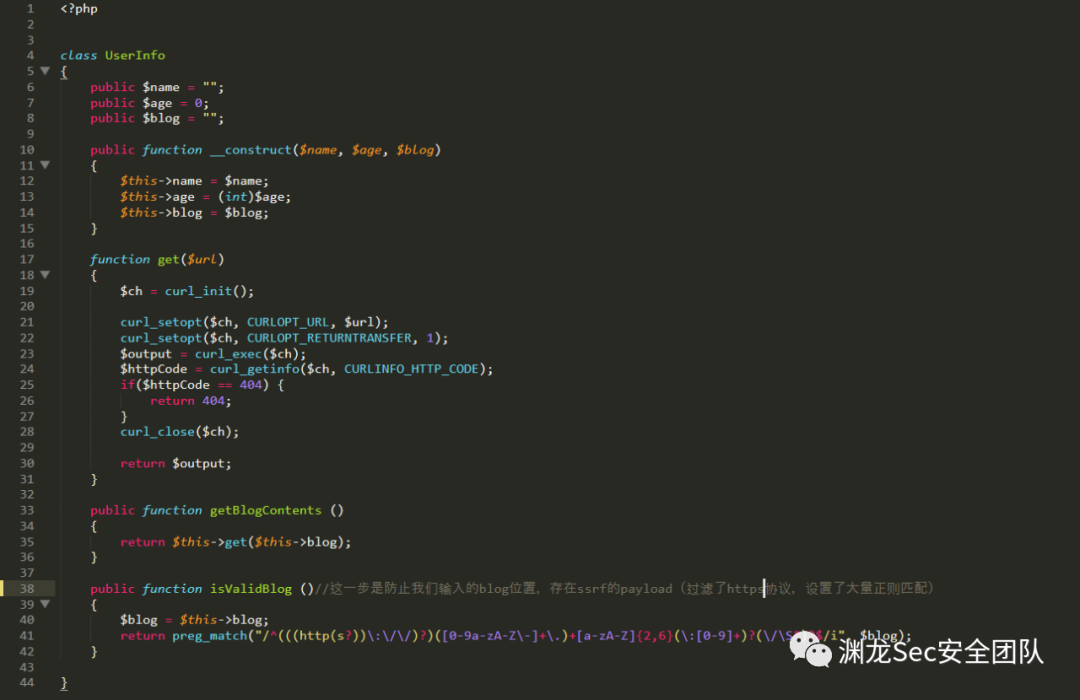 1 <?php
2
3
4 class UserInfo
5 {
6 public $name = "";
7 public $age = 0;
8 public $blog = "";
9
10 public function __construct($name, $age, $blog)
11 {
12 $this->name = $name;
13 $this->age = (int)$age;
14 $this->blog = $blog;
15 }
16
17 function get($url)
18 {
19 $ch = curl_init();
20
21 curl_setopt($ch, CURLOPT_URL, $url);
22 curl_setopt($ch, CURLOPT_RETURNTRANSFER, 1);
23 $output = curl_exec($ch);
24 $httpCode = curl_getinfo($ch, CURLINFO_HTTP_CODE);
25 if($httpCode == 404) {
26 return 404;
27 }
28 curl_close($ch);
29
30 return $output;
31 }
32
33 public function getBlogContents ()
34 {
35 return $this->get($this->blog);
36 }
37
38 public function isValidBlog ()//这一步是防止我们输入的blog位置，存在ssrf的payload（过滤了https协议，设置了大量正则匹配）
39 {
40 $blog = $this->blog;
41 return preg_match("/^(((http(s?))\:\/\/)?)([0-9a-zA-Z\-]+\.)+[a-zA-Z]{2,6}(\:[0-9]+)?(\/\S $/i", $blog);
42 }
43
44 }
渊龙Sec安全团队